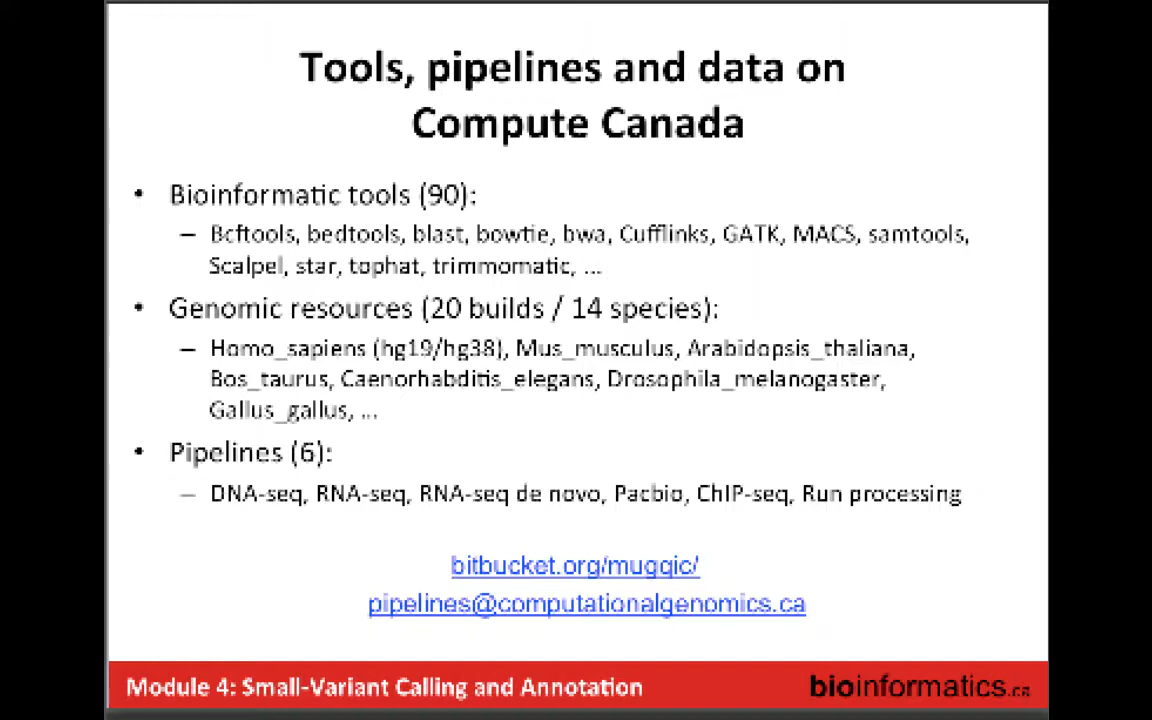 Tools, pipelines and data on
Compute Canada
• Bioinformatic tools (90):
– Bcftools, bedtools, blast, bowtie, bwa, Cufflinks, GATK, MACS, samtools,
Scalpel, star, tophat, trimmomatic, ...
• Genomic resources (20 builds / 14 species):
– Homo_sapiens (hg19/hg38), Mus_musculus, Arabidopsis_thaliana,
Bos_taurus, Caenorhabditis_elegans, Drosophila_melanogaster,
Gallus_gallus, ...
• Pipelines (6):
– DNA-seq, RNA-seq, RNA-seq de novo, Pacbio, ChIP-seq, Run processing
bitbucket.org/mugqic/
pipelines@computationalgenomics.ca
Module 4: Small-Variant Calling and Annotation
bioinformatics.ca